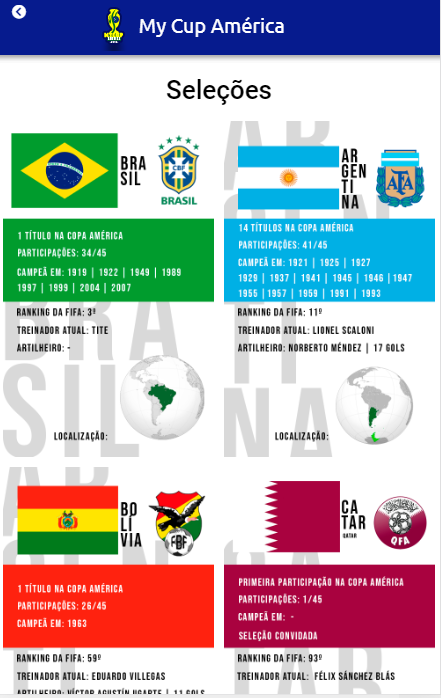 My Cup América
Seleções
BRA
SIL
CBF
BRASIL
1 TÍTULO NA COPA AMÉRICA
PARTICIPAÇÕES: 34/45
CAMPEÃ EM: 1919 | 1922 | 1949 | 1989
1997 | 1999 | 2004 | 2007
RANKING DA FIFA: 3º
TREINADOR ATUAL: TITE
ARTILHEIRO: -
LOCALIZAÇÃO:
AR
GEN
TI
NA
AFA
14 TÍTULOS NA COPA AMÉRICA
PARTICIPAÇÕES: 41/45
CAMPEÃ EM: 1921 | 1925 | 1927
1929 | 1937 | 1941 | 1945 | 1946 |1947
1955 |1957 | 1959 | 1991 | 1993
RANKING DA FIFA: 11º
TREINADOR ATUAL: LIONEL SCALONI
ARTILHEIRO: NORBERTO MÉNDEZ | 17 GOLS
LOCALIZAÇÃO:
BO
LÍ
VIA
FBF
1 TÍTULO NA COPA AMÉRICA
PARTICIPAÇÕES: 26/45
CAMPEÃ EM: 1963
RANKING DA FIFA: 59º
TREINADOR ATUAL: EDUARDO VILLEGAS
ARTILHEIRO: VÍCTOR AGUSTÍN UGARTE | 11 GOLS
CA
TAR
QATAR
QFA
PRIMEIRA PARTICIPAÇÃO NA COPA AMÉRICA
PARTICIPAÇÕES: 1/45
CAMPEÃ EM: -
SELEÇÃO CONVIDADA
RANKING DA FIFA: 93º
TREINADOR ATUAL: FÉLIX SÁNCHEZ BLÁS